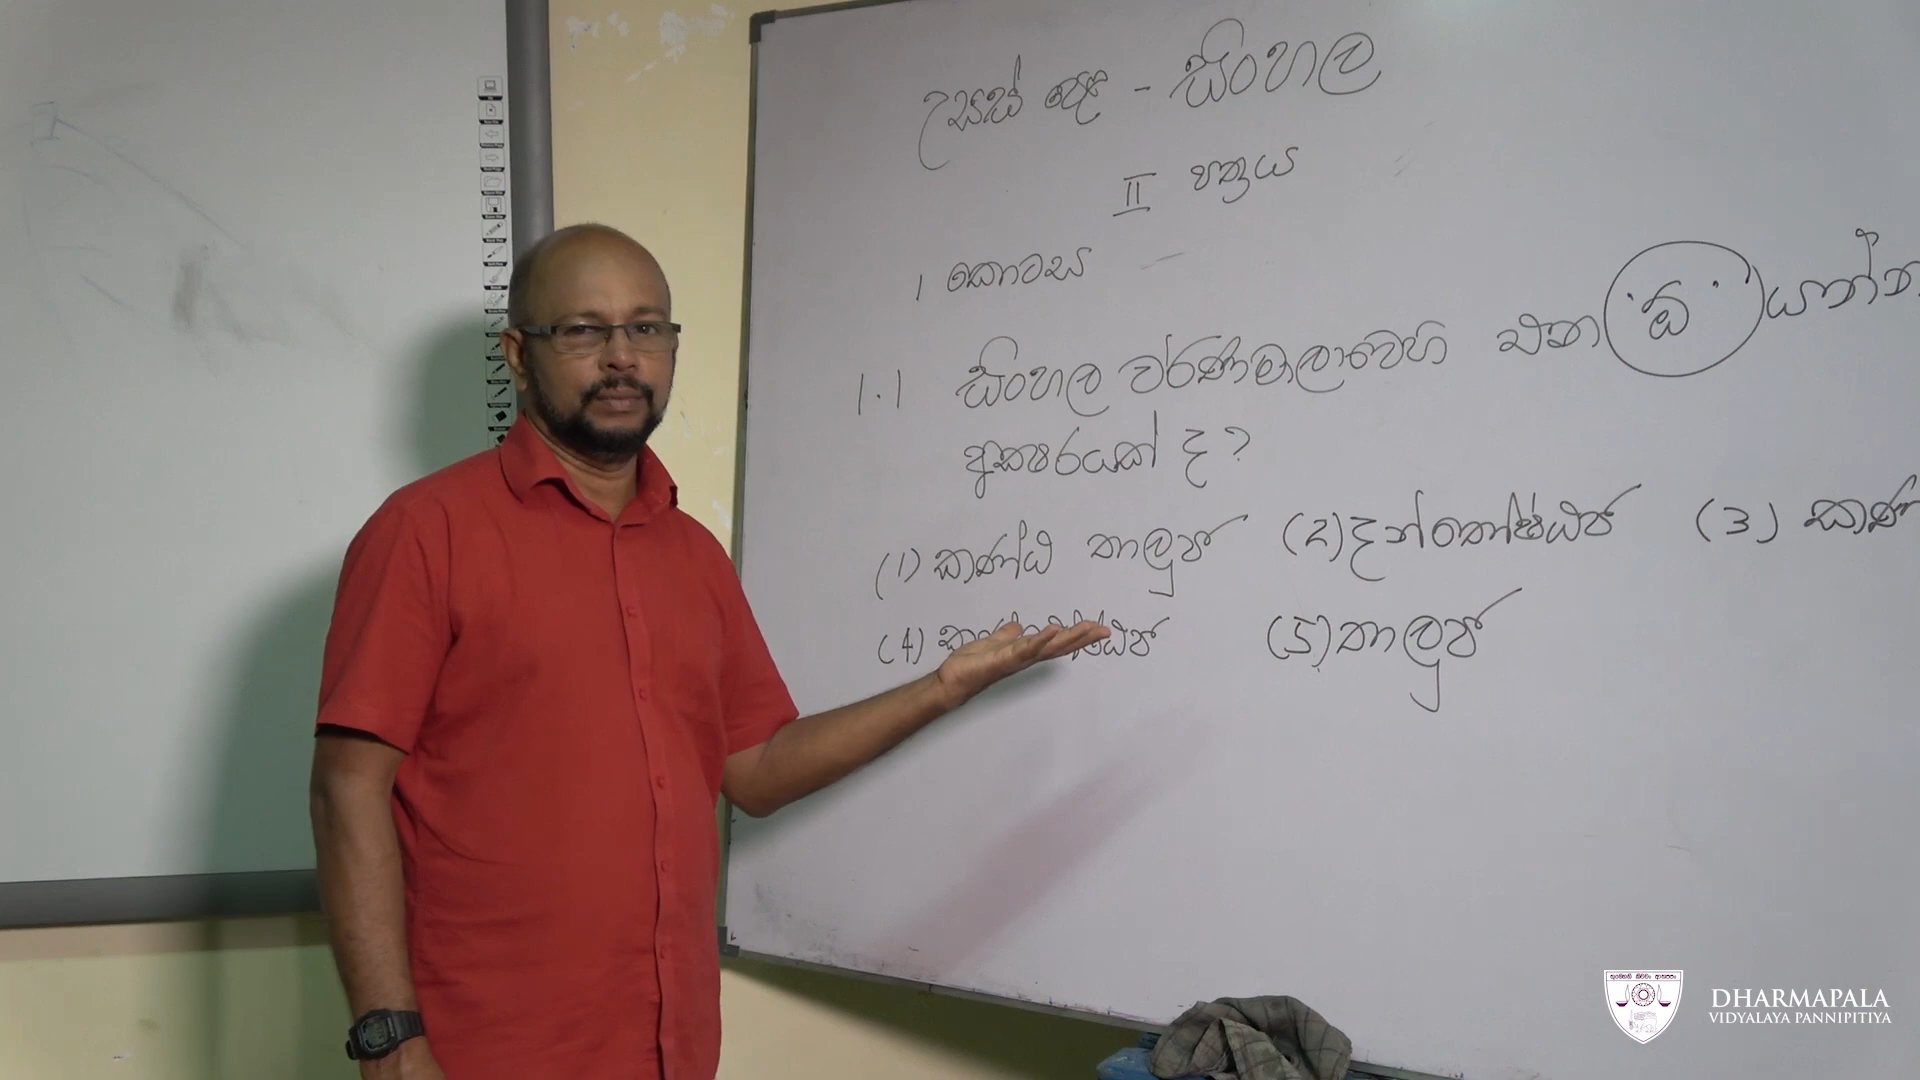 උසස් පෙළ - සිංහල
II පත්‍රය
1 කොටස
1.1 සිංහල වර්ණමාලාවෙහි එන 'ඕ' යන්න
අක්ෂරයක් ද?
(1) කණ්ඨ තාලුජ (2) දන්තෝෂ්ඨජ (3)
(4) (5) තාලුජ
DHARMAPALA
VIDYALAYA PANNIPITIYA